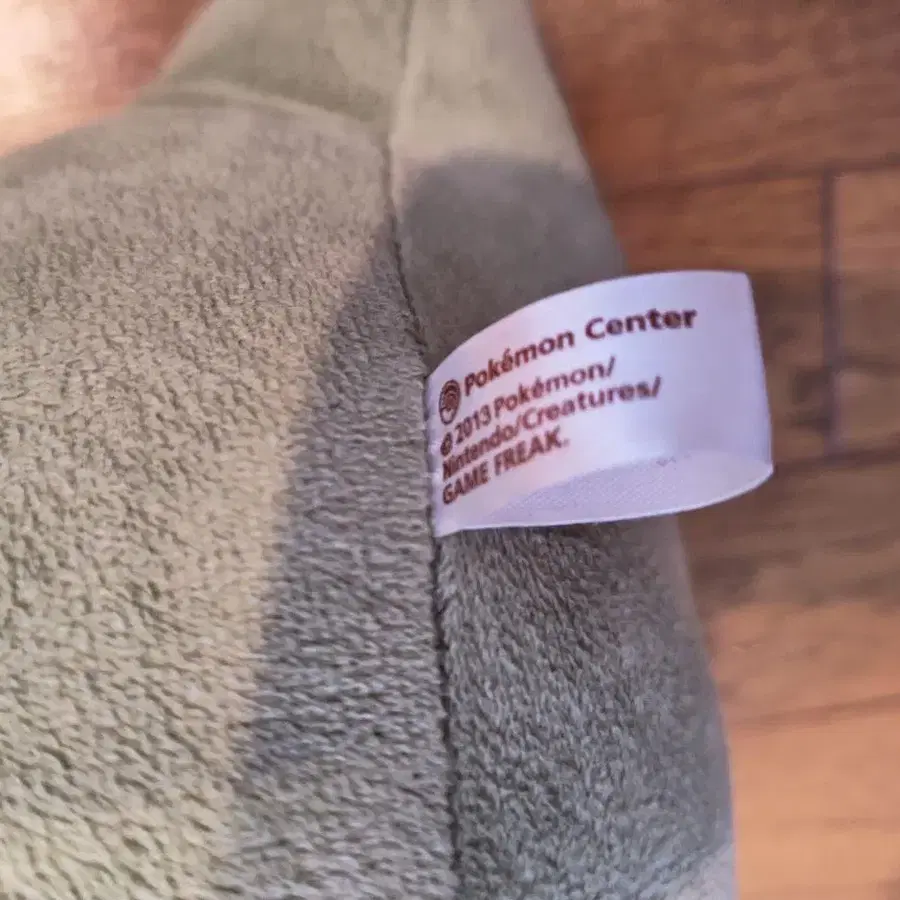 Pokémon Center
© 2013 Pokémon/
Nintendo/Creatures/
GAME FREAK.